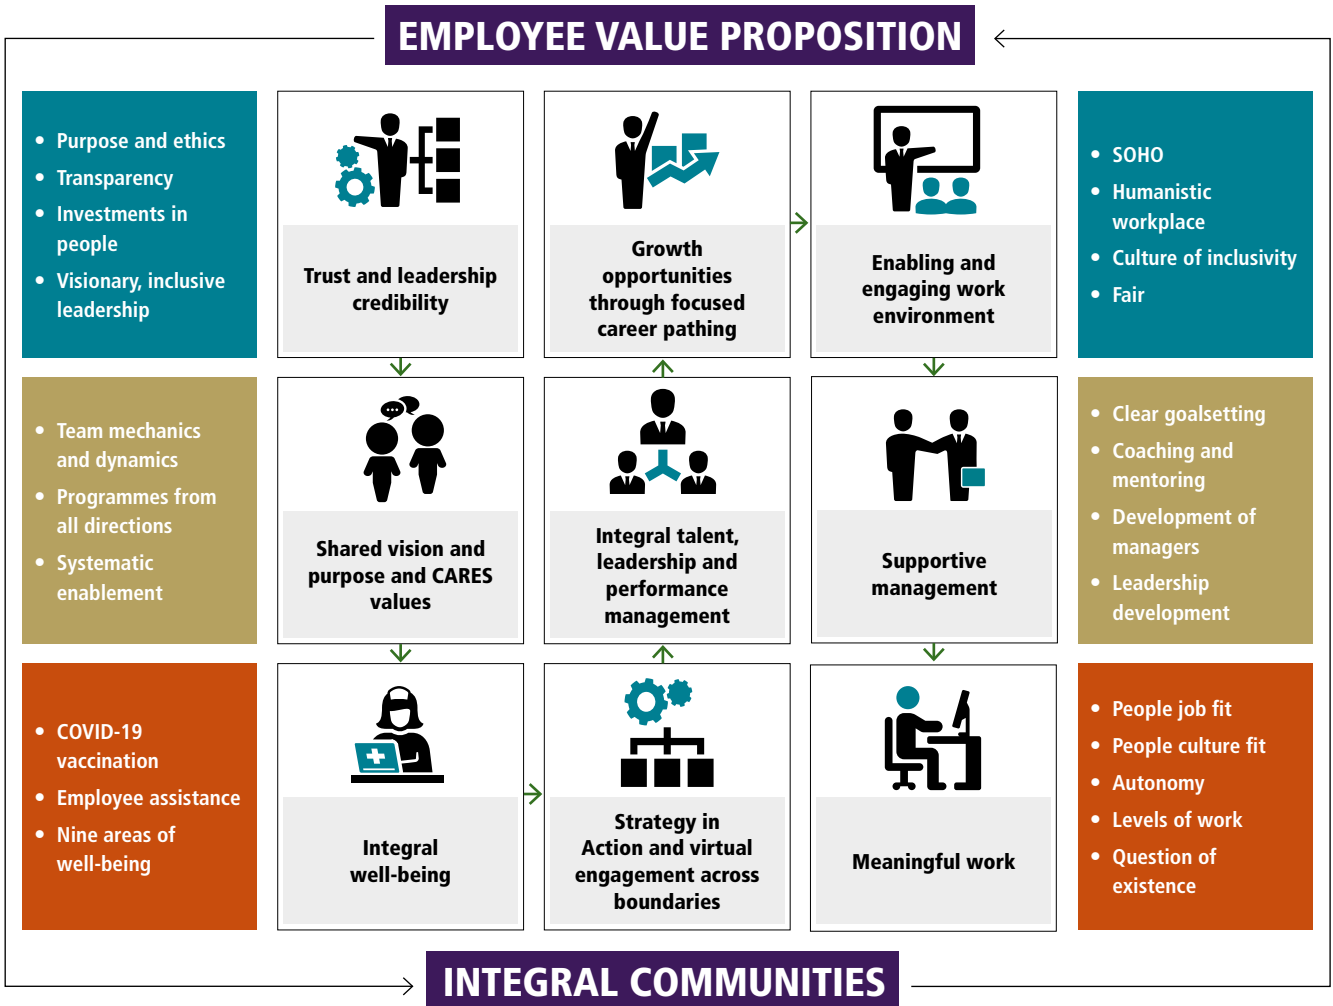 EMPLOYEE VALUE PROPOSITION
• Purpose and ethics
• Transparency
• Investments in
people
• Visionary, inclusive
leadership
Trust and leadership
credibility
Growth
opportunities
through focused
career pathing
Enabling and
engaging work
environment
• SOHO
• Humanistic
workplace
• Culture of inclusivity
• Fair
• Team mechanics
and dynamics
• Programmes from
all directions
• Systematic
enablement
Shared vision and
purpose and CARES
values
Integral talent,
leadership and
performance
management
Supportive
management
• Clear goalsetting
• Coaching and
mentoring
• Development of
managers
• Leadership
development
• COVID-19
vaccination
• Employee assistance
• Nine areas of
well-being
Integral
well-being
Strategy in
Action and virtual
engagement across
boundaries
Meaningful work
• People job fit
• People culture fit
• Autonomy
• Levels of work
• Question of
existence
INTEGRAL COMMUNITIES